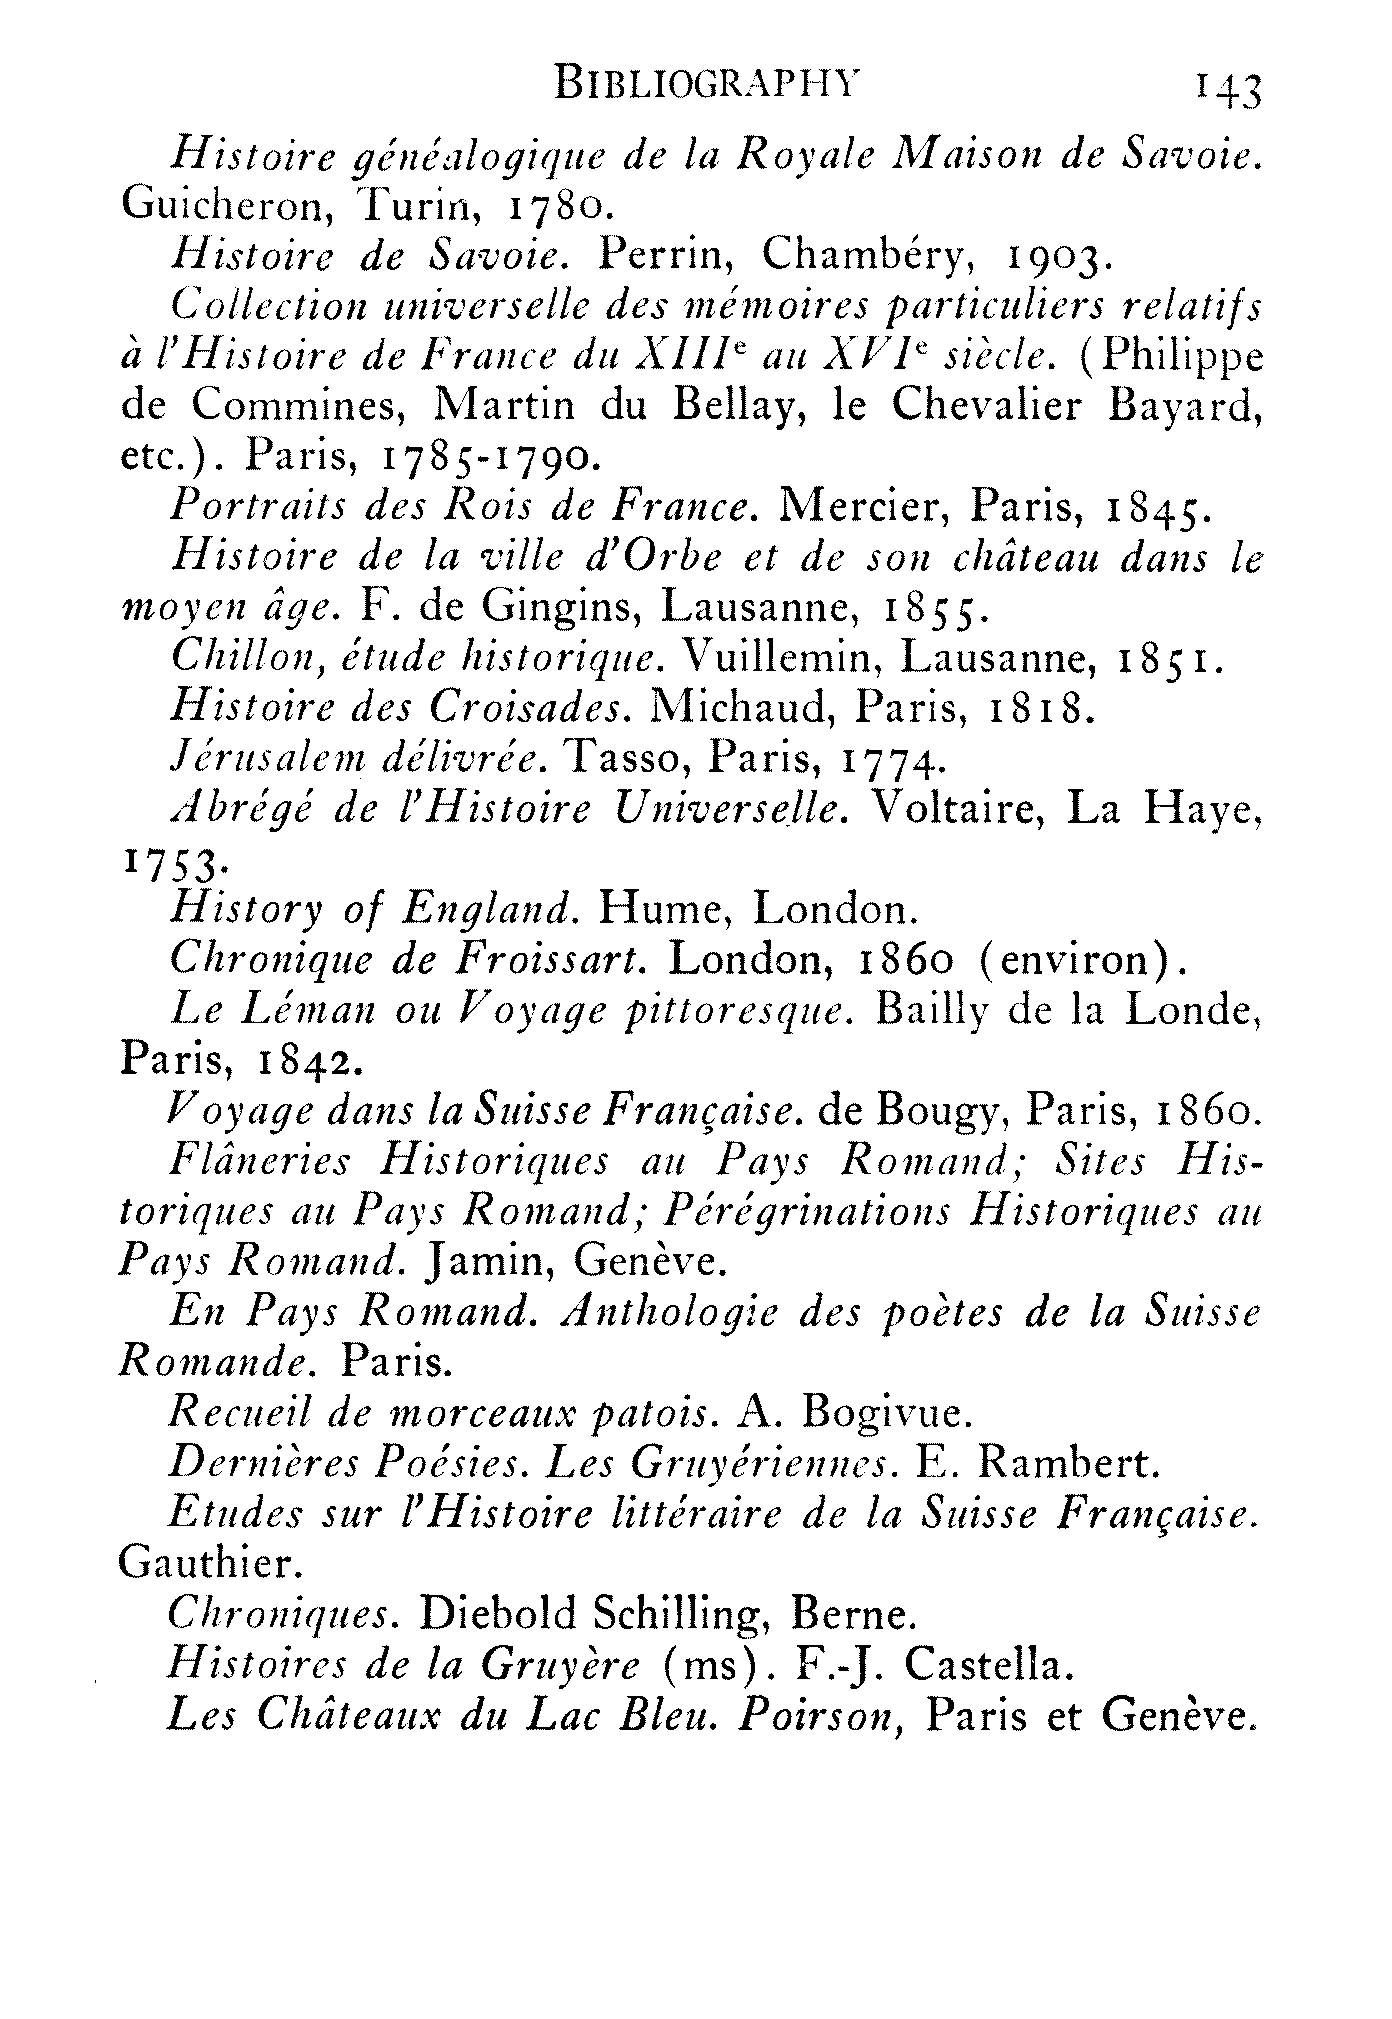 BIBLIOGRAPHY 143
Histoire généalogique de la Royale Maison de Savoie.
Guicheron, Turin, 1780.
Histoire de Savoie. Perrin, Chambéry, 1903.
Collection universelle des mémoires particuliers relatifs
à l'Histoire de France du XIIIe au XVIe siècle. (Philippe
de Commines, Martin du Bellay, le Chevalier Bayard,
etc.). Paris, 1785-1790.
Portraits des Rois de France. Mercier, Paris, 1845.
Histoire de la ville d'Orbe et de son château dans le
moyen âge. F. de Gingins, Lausanne, 1855.
Chillon, étude historique. Vuillemin, Lausanne, 1851.
Histoire des Croisades. Michaud, Paris, 1818.
Jérusalem délivrée. Tasso, Paris, 1774.
Abrégé de l'Histoire Universelle. Voltaire, La Haye,
1753.
History of England. Hume, London.
Chronique de Froissart. London, 1860 (environ).
Le Léman ou Voyage pittoresque. Bailly de la Londe,
Paris, 1842.
Voyage dans la Suisse Française. de Bougy, Paris, 1860.
Flâneries Historiques au Pays Romand; Sites His-
toriques au Pays Romand; Pérégrinations Historiques au
Pays Romand. Jamin, Genève.
En Pays Romand. Anthologie des poètes de la Suisse
Romande. Paris.
Recueil de morceaux patois. A. Bogivue.
Dernières Poésies. Les Gruyériennes. E. Rambert.
Etudes sur l'Histoire littéraire de la Suisse Française.
Gauthier.
Chroniques. Diebold Schilling, Berne.
Histoires de la Gruyère (ms). F.-J. Castella.
Les Châteaux du Lac Bleu. Poirson, Paris et Genève.